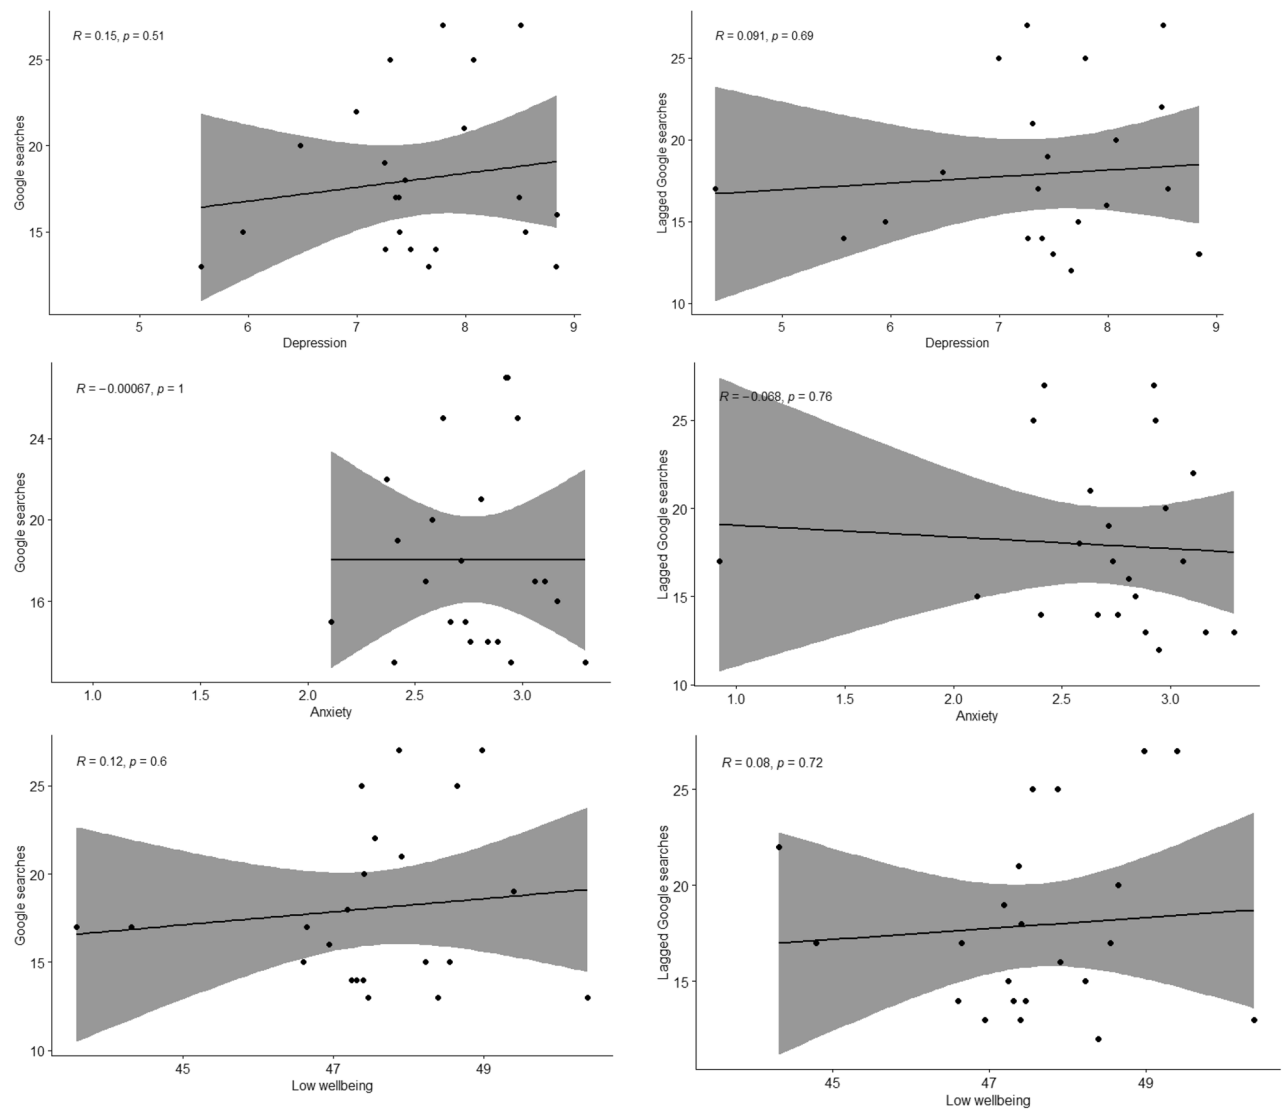 R = 0.15, p = 0.51
25
20
15
Google searches
5 6 7 8 9
Depression
R = 0.091, p = 0.69
25
20
15
10
Lagged Google searches
5 6 7 8 9
Depression
R = −0.00067, p = 1
24
20
16
Google searches
1.0 1.5 2.0 2.5 3.0
Anxiety
R = −0.068, p = 0.76
25
20
15
10
Lagged Google searches
1.0 1.5 2.0 2.5 3.0
Anxiety
R = 0.12, p = 0.6
25
20
15
10
Google searches
45 47 49
Low wellbeing
R = 0.08, p = 0.72
25
20
15
Lagged Google searches
45 47 49
Low wellbeing